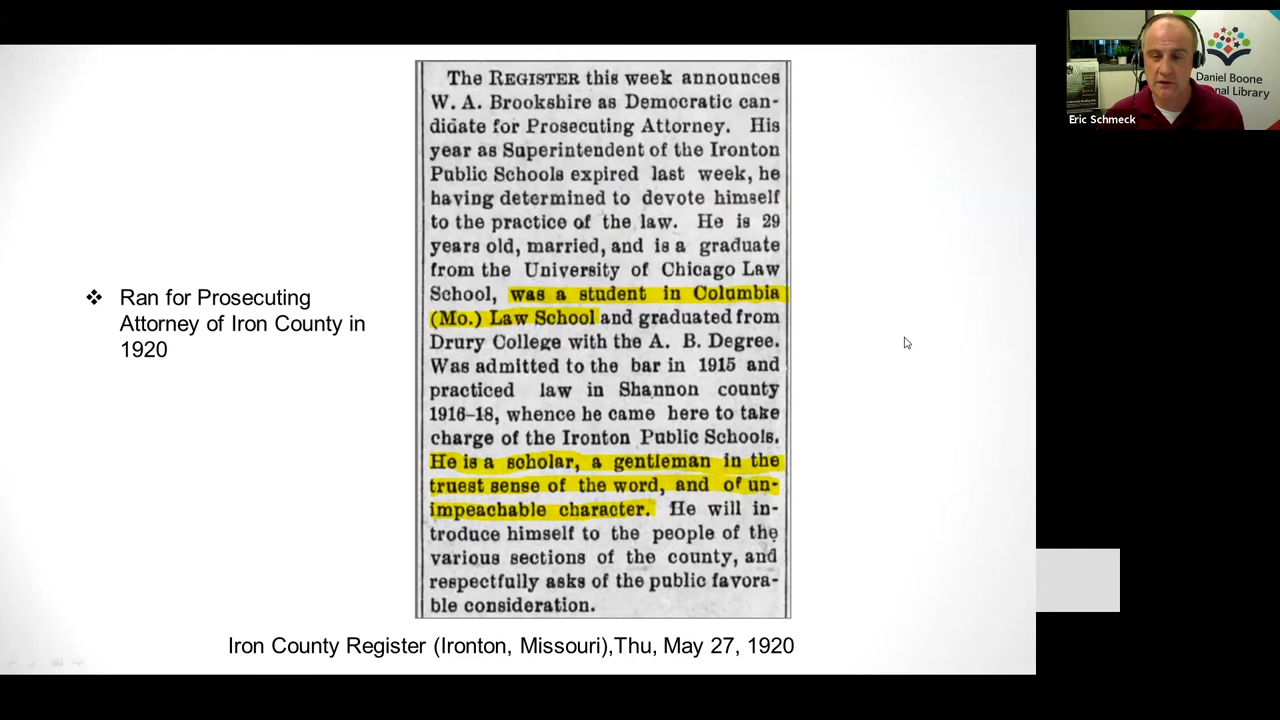 The REGISTER this week announces
W. A. Brookshire as Democratic can-
didate for Prosecuting Attorney. His
year as Superintendent of the Ironton
Public Schools expired last week, he
having determined to devote himself
to the practice of the law. He is 29
years old, married, and is a graduate
from the University of Chicago Law
School, was a student in Columbia
(Mo.) Law School and graduated from
Drury College with the A. B. Degree.
Was admitted to the bar in 1915 and
practiced law in Shannon county
1916-18, whence he came here to take
charge of the Ironton Public Schools.
He is a scholar, a gentleman in the
truest sense of the word, and of un-
impeachable character. He will in-
troduce himself to the people of the
various sections of the county, and
respectfully asks of the public favora-
ble consideration.
❖ Ran for Prosecuting
Attorney of Iron County in
1920
Iron County Register (Ironton, Missouri),Thu, May 27, 1920
Daniel Boone
Library
Eric Schmeck